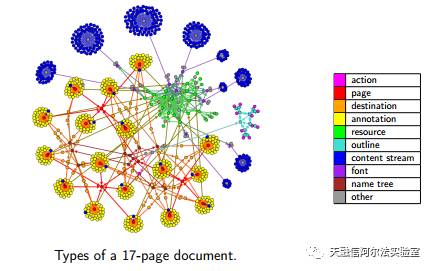 action
page
destination
annotation
resource
outline
content stream
font
name tree
other
Types of a 17-page document.
天融信阿尔法实验室